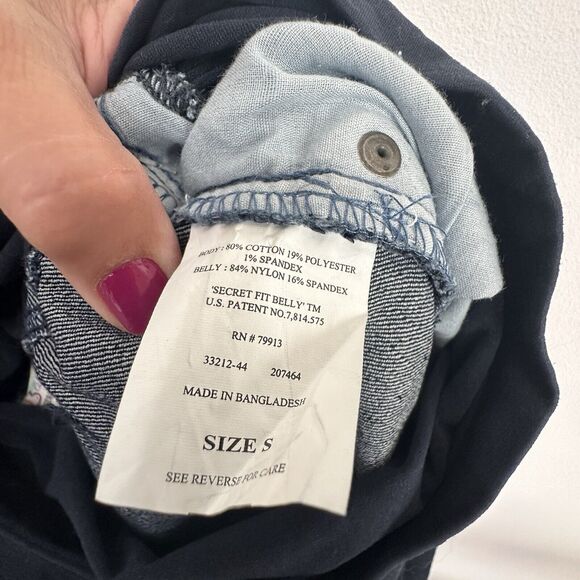 BODY : 80% COTTON 19% POLYESTER
1% SPANDEX
BELLY : 84% NYLON 16% SPANDEX
'SECRET FIT BELLY' TM
U.S. PATENT NO.7,814.575
RN # 79913
33212-44 207464
MADE IN BANGLADESH
SIZE S
SEE REVERSE FOR CARE